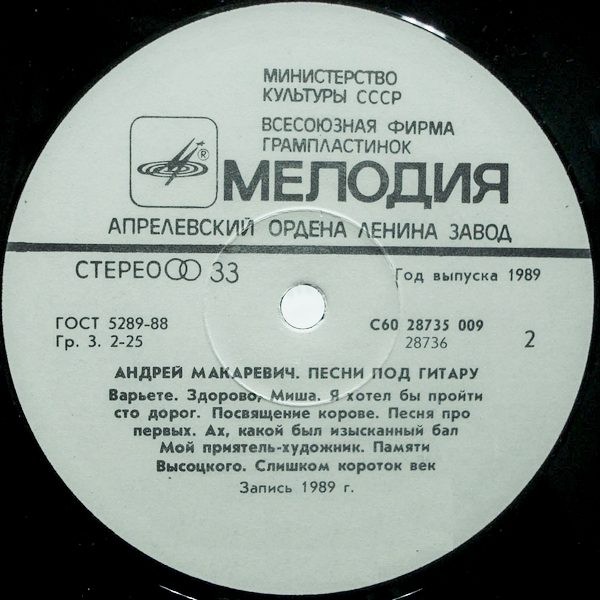 МИНИСТЕРСТВО
КУЛЬТУРЫ СССР
ВСЕСОЮЗНАЯ ФИРМА
ГРАМПЛАСТИНОК
®
МЕЛОДИЯ
АПРЕЛЕВСКИЙ ОРДЕНА ЛЕНИНА ЗАВОД
СТЕРЕО 33
Год выпуска 1989
ГОСТ 5289-88
Гр. 3. 2-25
С60 28735 009
28736
2
АНДРЕЙ МАКАРЕВИЧ. ПЕСНИ ПОД ГИТАРУ
Варьете. Здорово, Миша. Я хотел бы пройти
сто дорог. Посвящение корове. Песня про
первых. Ах, какой был изысканный бал
Мой приятель-художник. Памяти
Высоцкого. Слишком короток век
Запись 1989 г.